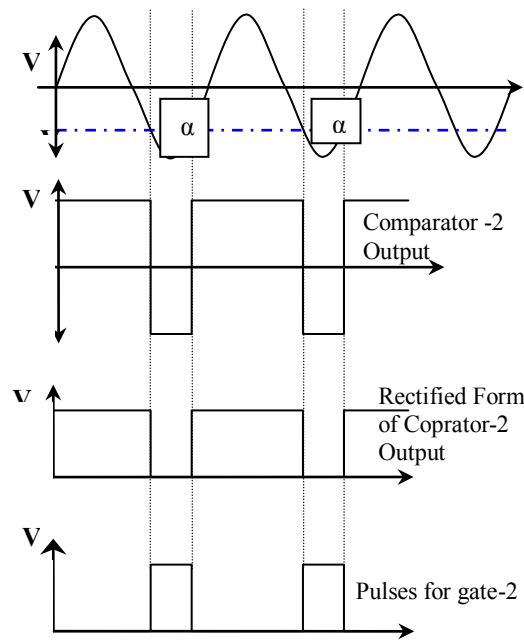 V
α
α
V
Comparator -2
Output
V
Rectified Form
of Coprator-2
Output
V
Pulses for gate-2